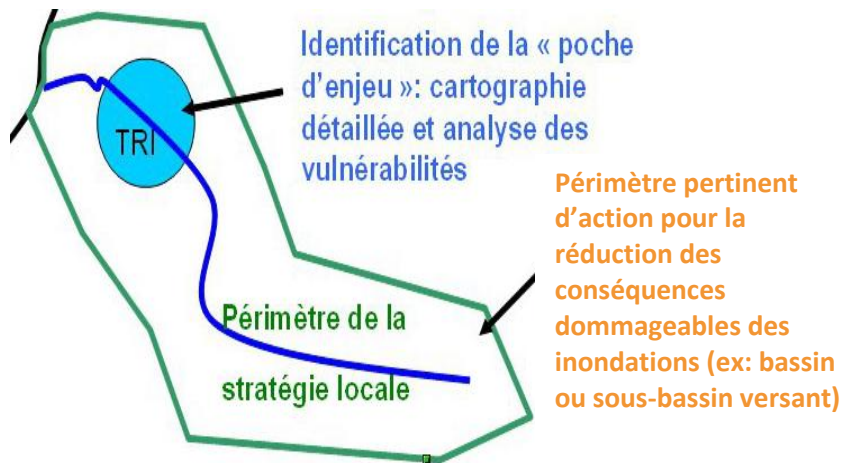 Identification de la « poche
d’enjeu »: cartographie
détaillée et analyse des
vulnérabilités
TRI
Périmètre pertinent
d’action pour la
réduction des
conséquences
dommageables des
inondations (ex: bassin
ou sous-bassin versant)
Périmètre de la
stratégie locale